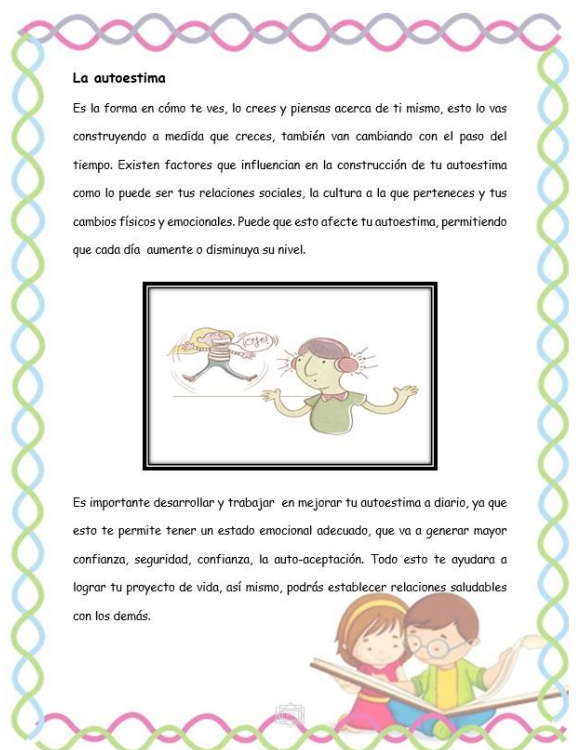 La autoestima
Es la forma en cómo te ves, lo crees y piensas acerca de ti mismo, esto lo vas
construyendo a medida que creces, también van cambiando con el paso del
tiempo. Existen factores que influencian en la construcción de tu autoestima
como lo puede ser tus relaciones sociales, la cultura a la que perteneces y tus
cambios físicos y emocionales. Puede que esto afecte tu autoestima, permitiendo
que cada día aumente o disminuya su nivel.
¡Oye!
Es importante desarrollar y trabajar en mejorar tu autoestima a diario, ya que
esto te permite tener un estado emocional adecuado, que va a generar mayor
confianza, seguridad, confianza, la auto-aceptación. Todo esto te ayudara a
lograr tu proyecto de vida, así mismo, podrás establecer relaciones saludables
con los demás.